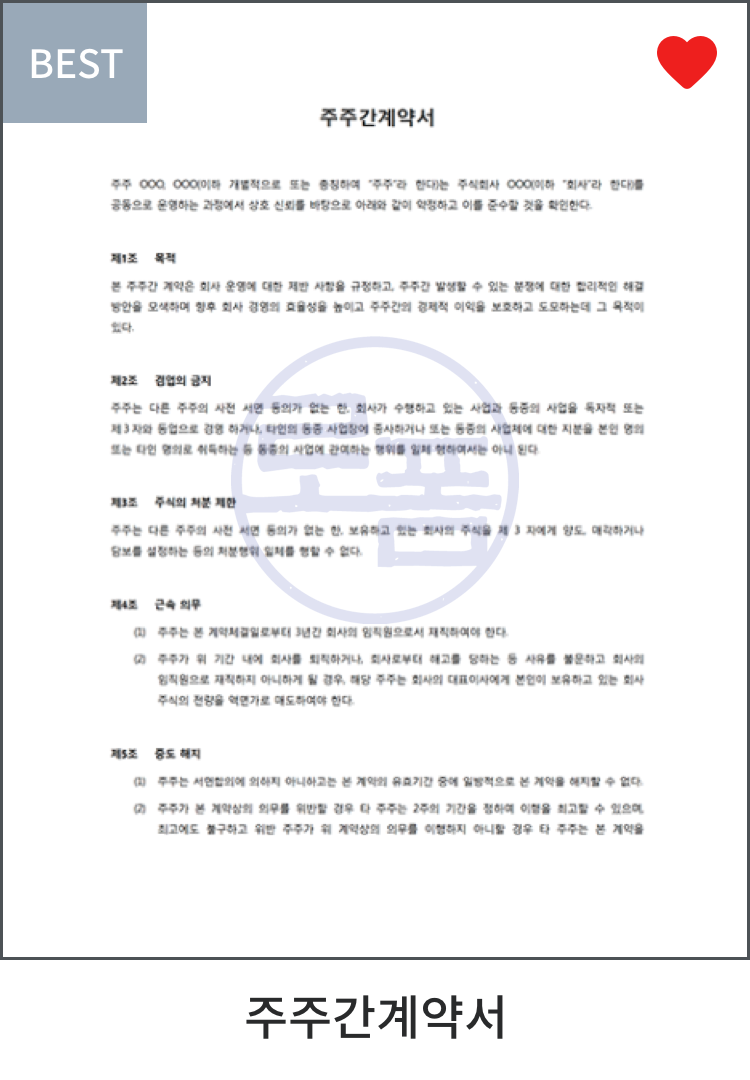 BEST
주주간계약서
주주 OOO, OOO(이하 개별적으로 또는 총칭하여 "주주"라 한다)는 주식회사 OOO(이하 "회사"라 한다)를
공동으로 운영하는 과정에서 상호 신뢰를 바탕으로 아래와 같이 약정하고 이를 준수할 것을 확인한다.
제1조 목적
본 주주간 계약은 회사 운영에 대한 제반 사항을 규정하고, 주주간 발생할 수 있는 분쟁에 대한 합리적인 해결
방안을 모색하며 향후 회사 경영의 효율성을 높이고 주주간의 경제적 이익을 보호하고 도모하는데 그 목적이
있다.
제2조 겸업의 금지
주주는 다른 주주의 사전 서면 동의가 없는 한, 회사가 수행하고 있는 사업과 동종의 사업을 독자적 또는
제3자와 동업으로 경영 하거나, 타인의 동종 사업장에 종사하거나 또는 동종의 사업체에 대한 지분을 본인 명의
또는 타인 명의로 취득하는 등 동종의 사업에 관여하는 행위를 일체 행하여서는 아니 된다.
제3조 주식의 처분 제한
주주는 다른 주주의 사전 서면 동의가 없는 한, 보유하고 있는 회사의 주식을 제 3 자에게 양도, 매각하거나
담보를 설정하는 등의 처분행위 일체를 행할 수 없다.
제4조 근속 의무
(1) 주주는 본 계약체결일로부터 3년간 회사의 임직원으로서 재직하여야 한다.
(2) 주주가 위 기간 내에 회사를 퇴직하거나, 회사로부터 해고를 당하는 등 사유를 불문하고 회사의
임직원으로 재직하지 아니하게 될 경우, 해당 주주는 회사의 대표이사에게 본인이 보유하고 있는 회사
주식의 전량을 액면가로 매도하여야 한다.
제5조 중도 해지
(1) 주주는 서면합의에 의하지 아니하고는 본 계약의 유효기간 중에 일방적으로 본 계약을 해지할 수 없다.
(2) 주주가 본 계약상의 의무를 위반할 경우 타 주주는 2주의 기간을 정하여 이행을 최고할 수 있으며,
최고에도 불구하고 위반 주주가 위 계약상의 의무를 이행하지 아니할 경우 타 주주는 본 계약을
로폼
주주간계약서